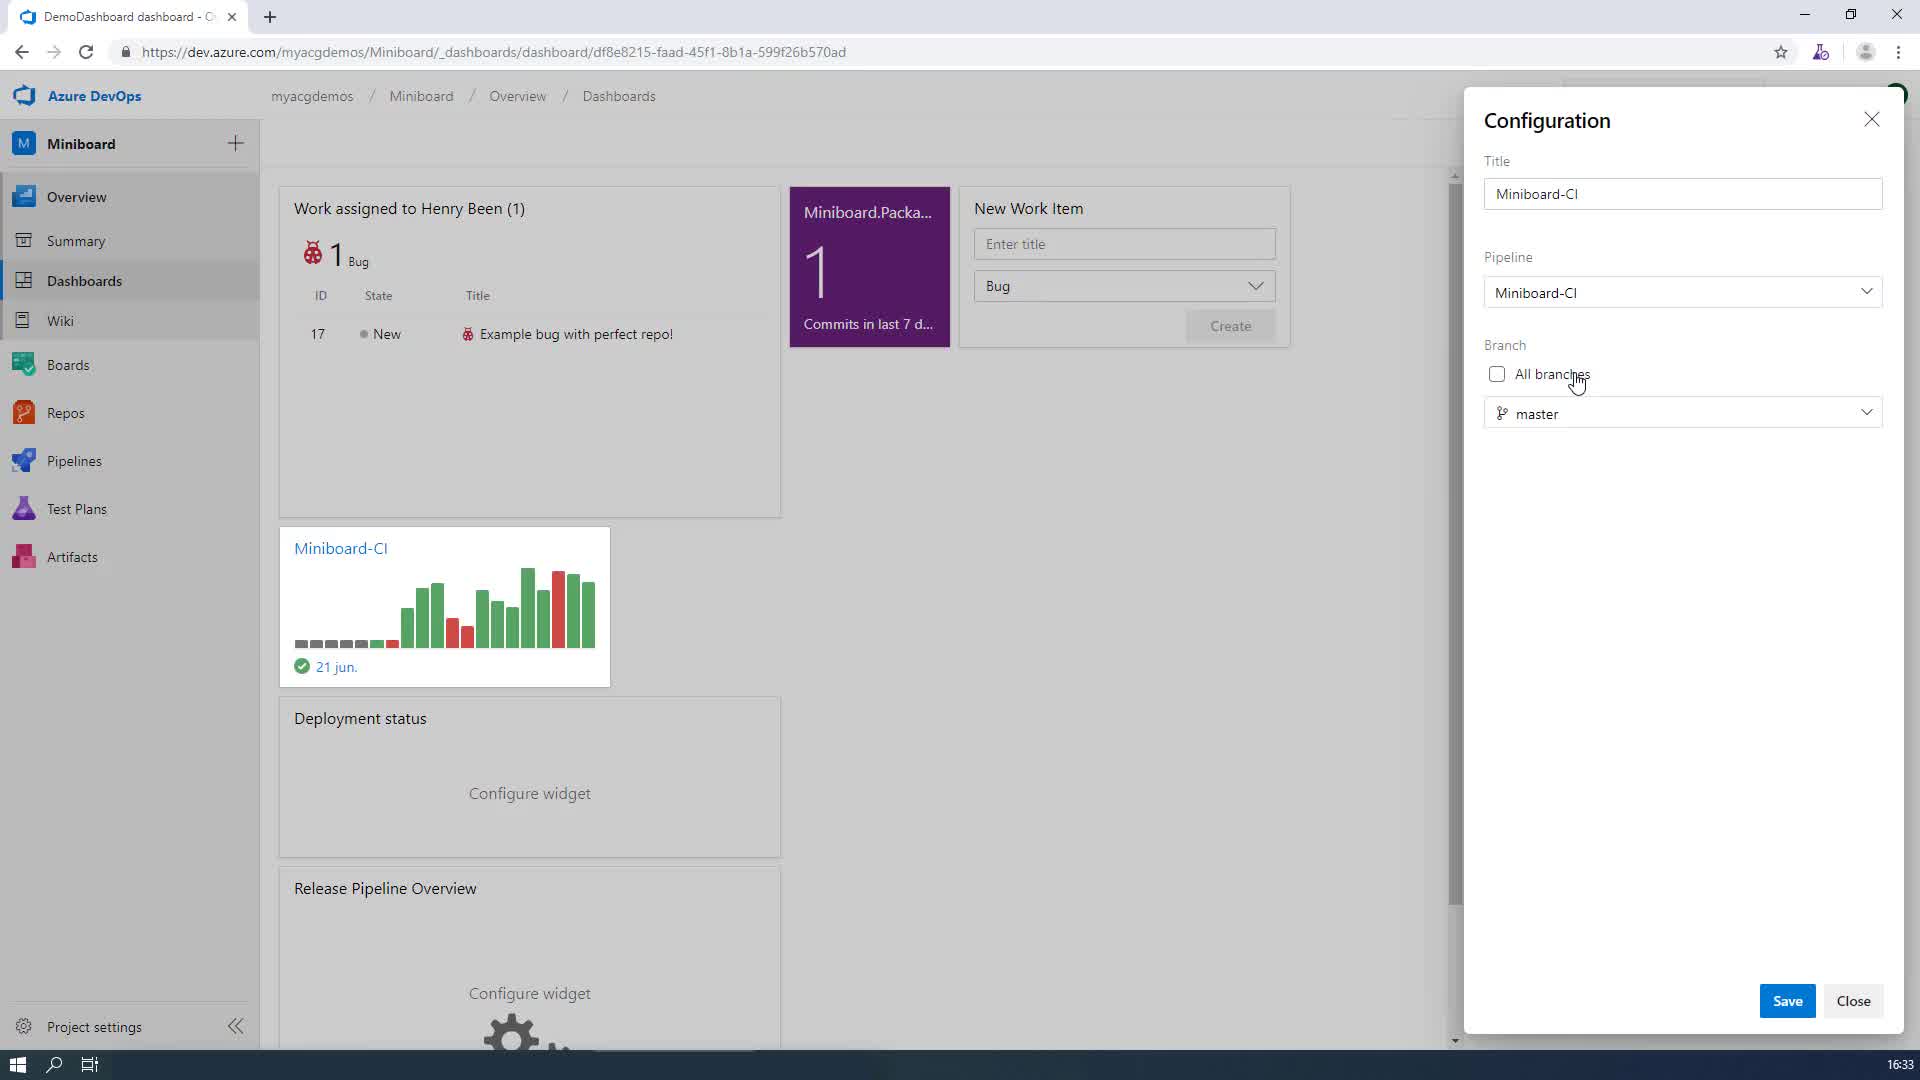 DemoDashboard dashboard - O
https://dev.azure.com/myacgdemos/Miniboard/_dashboards/dashboard/df8e8215-faad-45f1-8b1a-599f26b570ad
Azure DevOps
myacgdemos / Miniboard / Overview / Dashboards
M Miniboard
Overview
Summary
Dashboards
Wiki
Boards
Repos
Pipelines
Test Plans
Artifacts
Project settings
Work assigned to Henry Been (1)
1 Bug
ID State Title
17 New Example bug with perfect repo!
Miniboard.Packa...
1
Commits in last 7 d...
New Work Item
Enter title
Bug
Create
Miniboard-CI
21 jun.
Deployment status
Configure widget
Release Pipeline Overview
Configure widget
Configuration
Title
Miniboard-CI
Pipeline
Miniboard-CI
Branch
All branches
master
Save Close
16:33